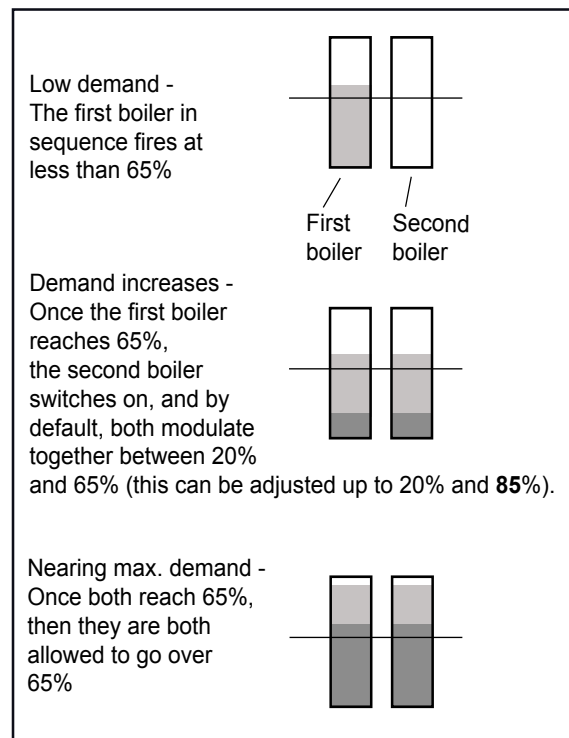 Low demand -
The first boiler in
sequence fires at
less than 65%
First
boiler
Second
boiler
Demand increases -
Once the first boiler
reaches 65%,
the second boiler
switches on, and by
default, both modulate
together between 20%
and 65% (this can be adjusted up to 20% and 85%).
Nearing max. demand -
Once both reach 65%,
then they are both
allowed to go over
65%